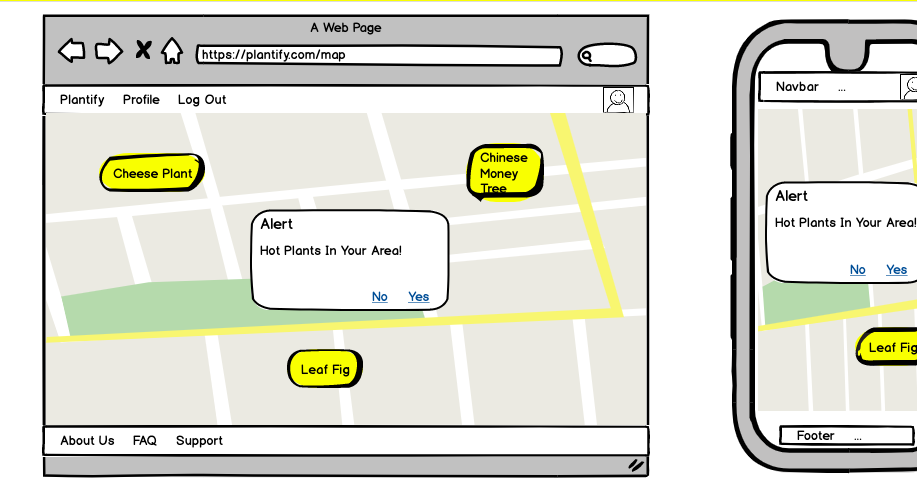 A Web Page
https://plantify.com/map
Plantify Profile Log Out
Cheese Plant
Chinese
Money
Tree
Alert
Hot Plants In Your Area!
No Yes
Leaf Fig
About Us FAQ Support
Navbar ...
Alert
Hot Plants In Your Area!
No Yes
Leaf Fig
Footer ...